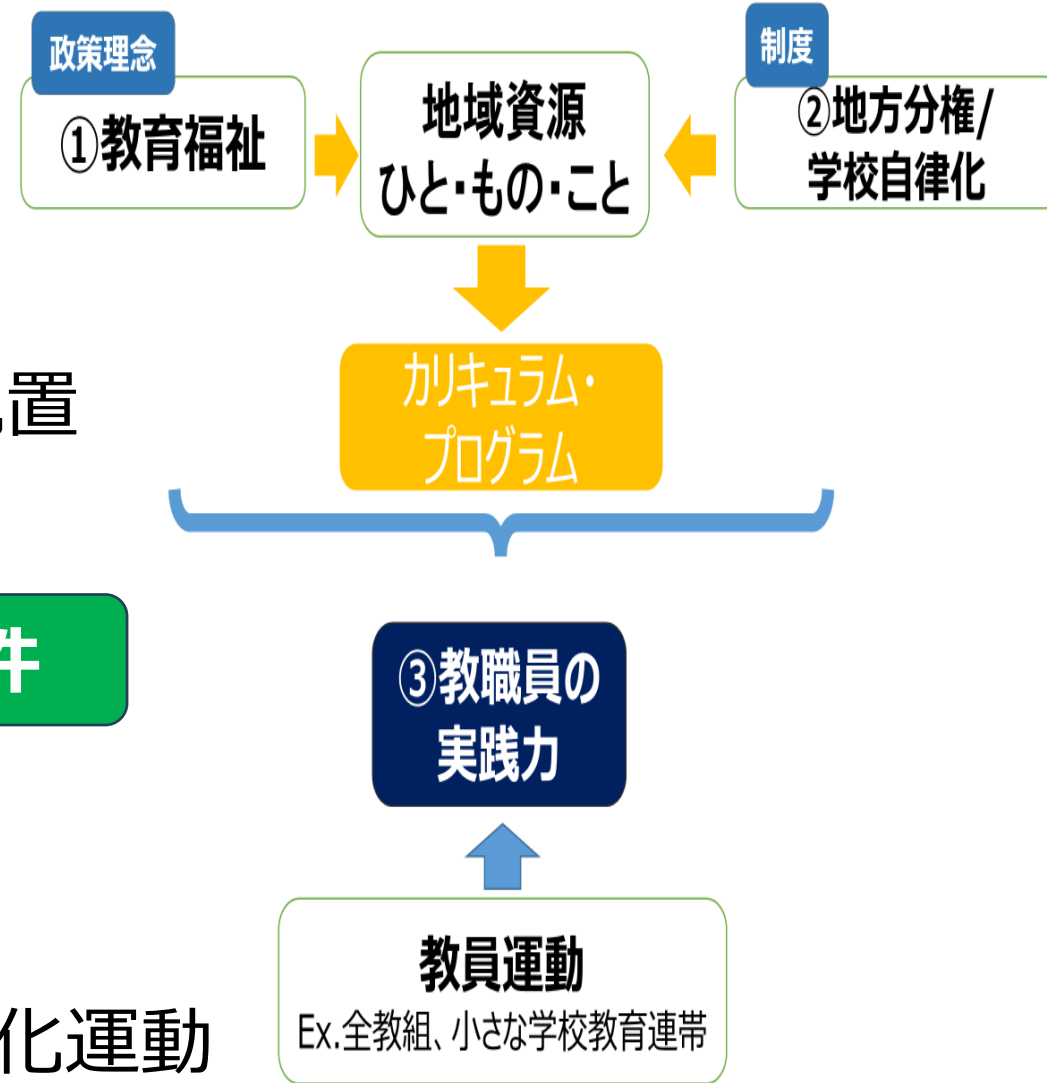 政策理念
制度
①教育福祉
地域資源
ひと・もの・こと
②地方分権/
学校自律化
カリキュラム・
プログラム
置
件
③教職員の
実践力
教員運動
Ex.全教組、小さな学校教育連帯
化運動